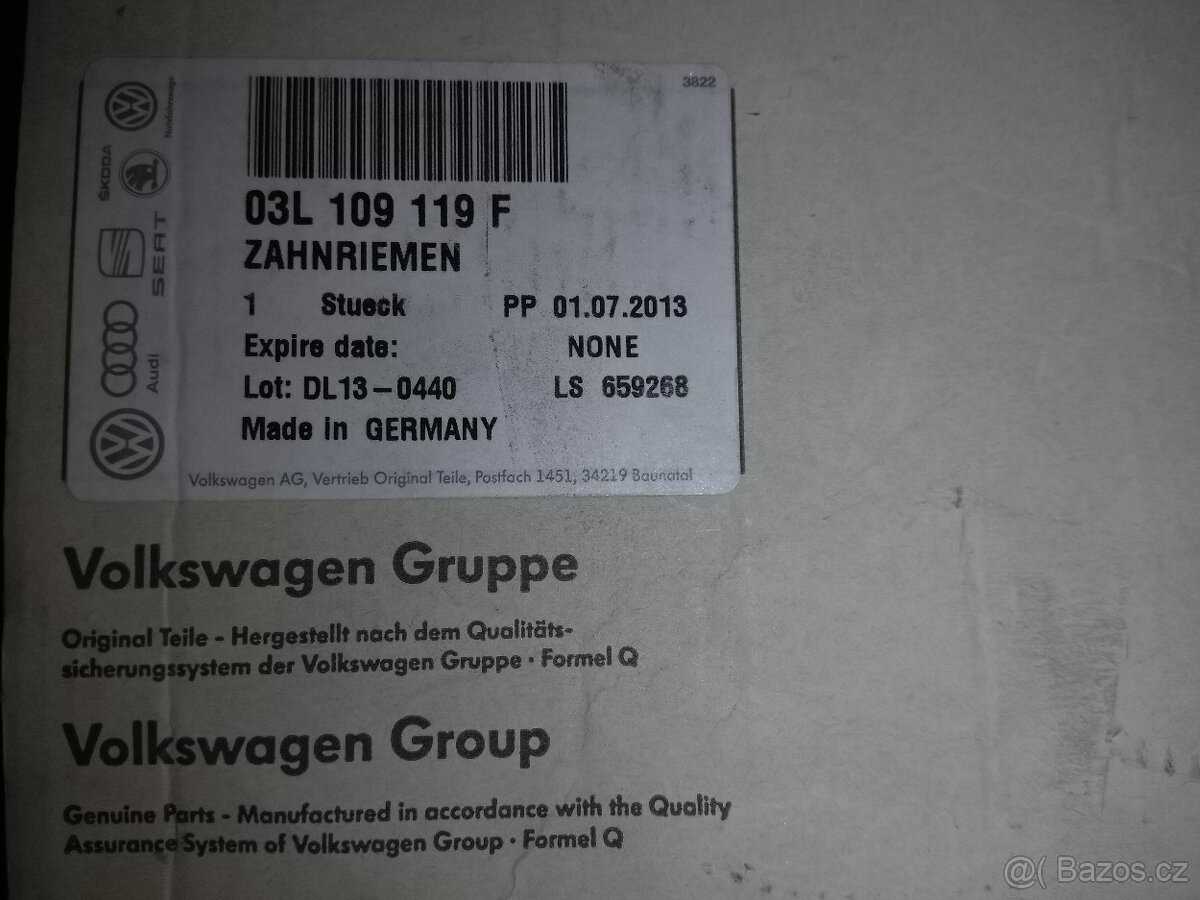 3822
Nutzfahrzeuge
ŠKODA
SEAT
Audi
03L 109 119 F
ZAHNRIEMEN
1 Stueck PP 01.07.2013
Expire date: NONE
Lot: DL13-0440 LS 659268
Made in GERMANY
Volkswagen AG, Vertrieb Original Teile, Postfach 1451, 34219 Baunatal
Volkswagen Gruppe
Original Teile - Hergestellt nach dem Qualitäts-
sicherungssystem der Volkswagen Gruppe · Formel Q
Volkswagen Group
Genuine Parts - Manufactured in accordance with the Quality
Assurance System of Volkswagen Group · Formel Q
@( Bazos.cz